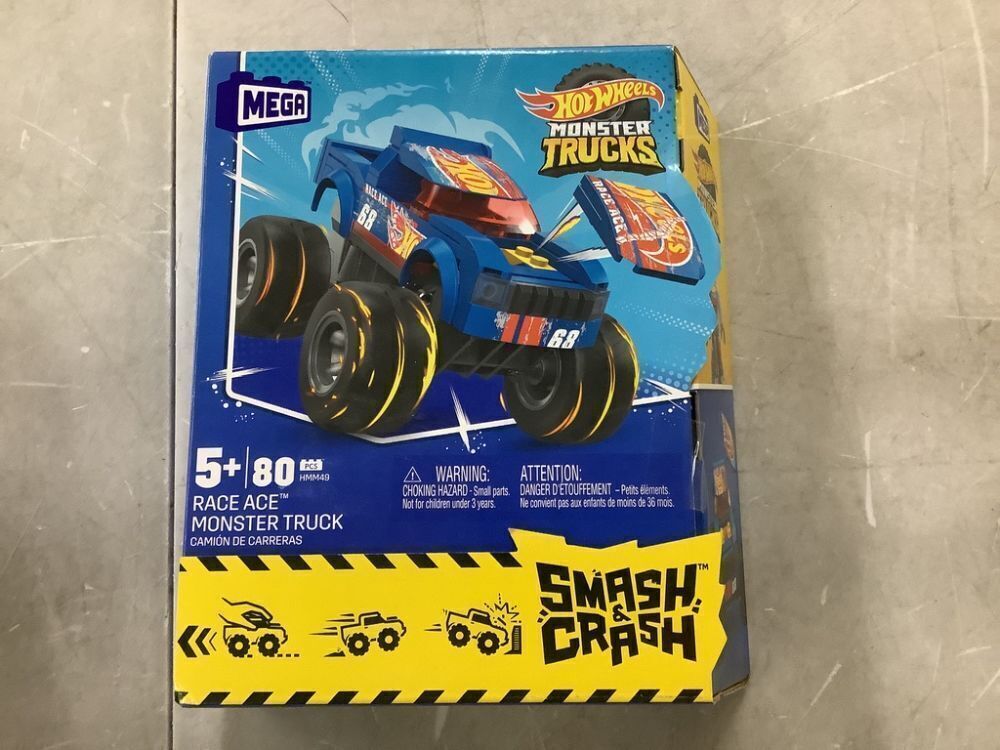 MEGA
HOT WHEELS
MONSTER
TRUCKS
RACE ACE
68
RACE ACE
68
5+ 80 PCS
HMM49
RACE ACE™
MONSTER TRUCK
CAMIÓN DE CARRERAS
WARNING:
CHOKING HAZARD - Small parts.
Not for children under 3 years.
ATTENTION:
DANGER D'ÉTOUFFEMENT - Petits éléments.
Ne convient pas aux enfants de moins de 36 mois.
SMASH™
&
CRASH